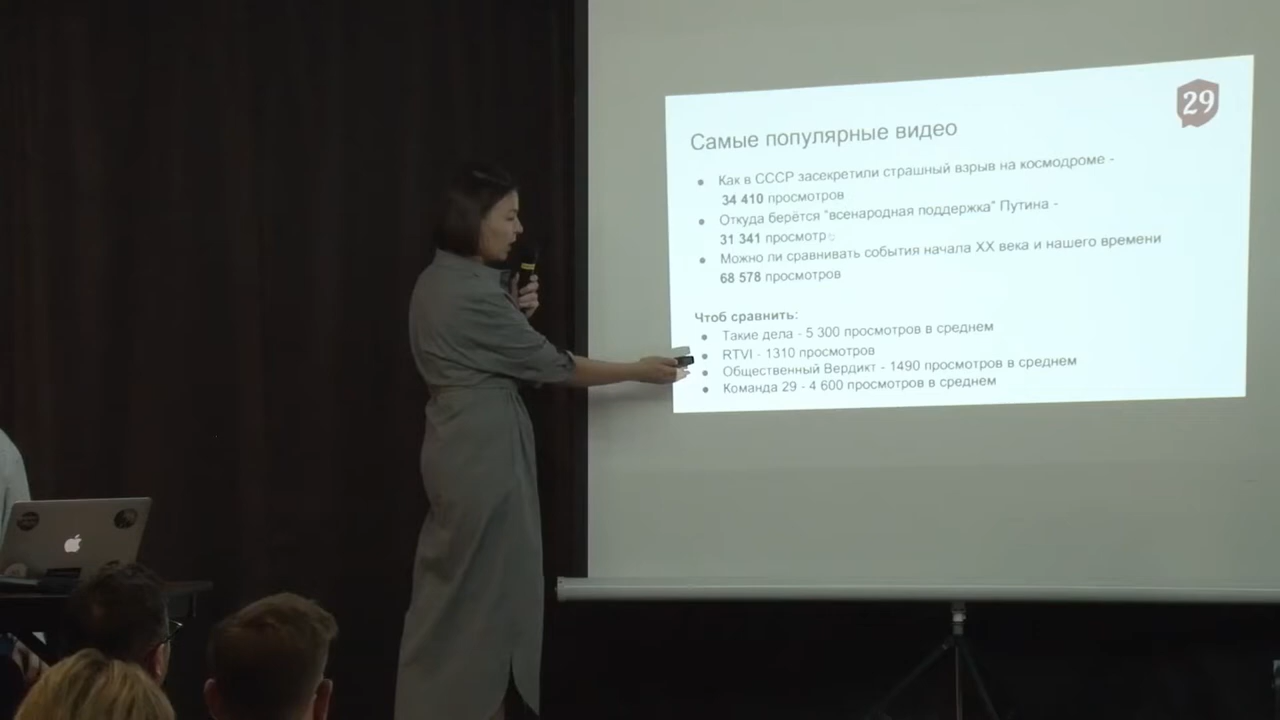 29
Самые популярные видео
Как в СССР засекретили страшный взрыв на космодроме -
34 410 просмотров
Откуда берётся "всенародная поддержка" Путина -
31 341 просмотр
Можно ли сравнивать события начала XX века и нашего времени
68 578 просмотров
Чтоб сравнить:
Такие дела - 5 300 просмотров в среднем
RTVI - 1310 просмотров
Общественный Вердикт - 1490 просмотров в среднем
Команда 29 - 4 600 просмотров в среднем